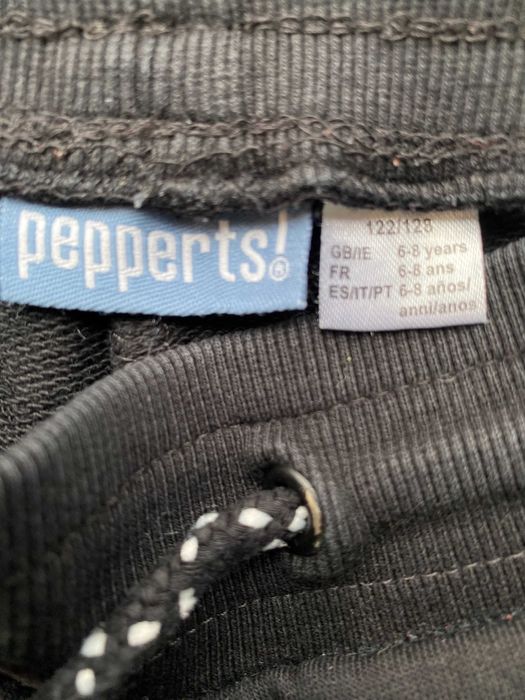 pepperts!®
122/128
GB/IE 6-8 years
FR 6-8 ans
ES/IT/PT 6-8 años/
anni/anos